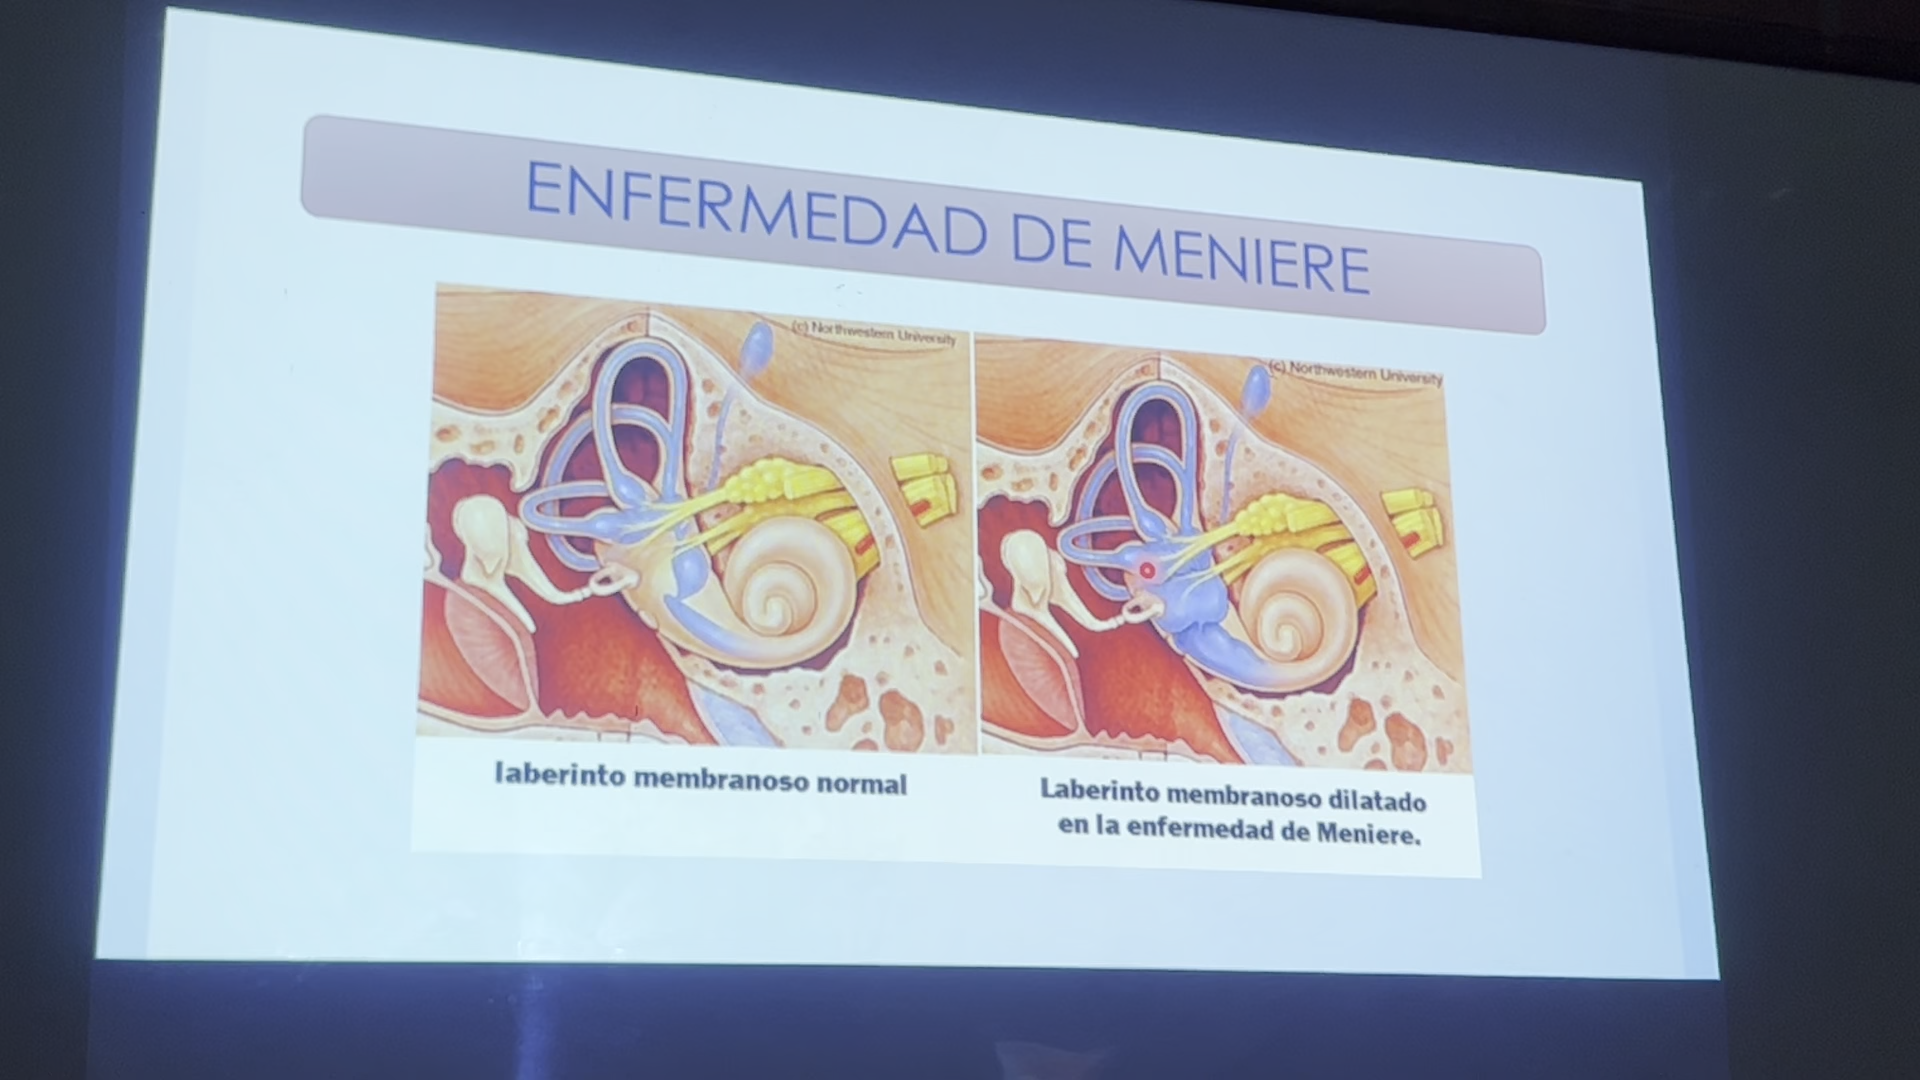 ENFERMEDAD DE MENIERE
(c) Northwestern University
(c) Northwestern University
laberinto membranoso normal
Laberinto membranoso dilatado
en la enfermedad de Meniere.